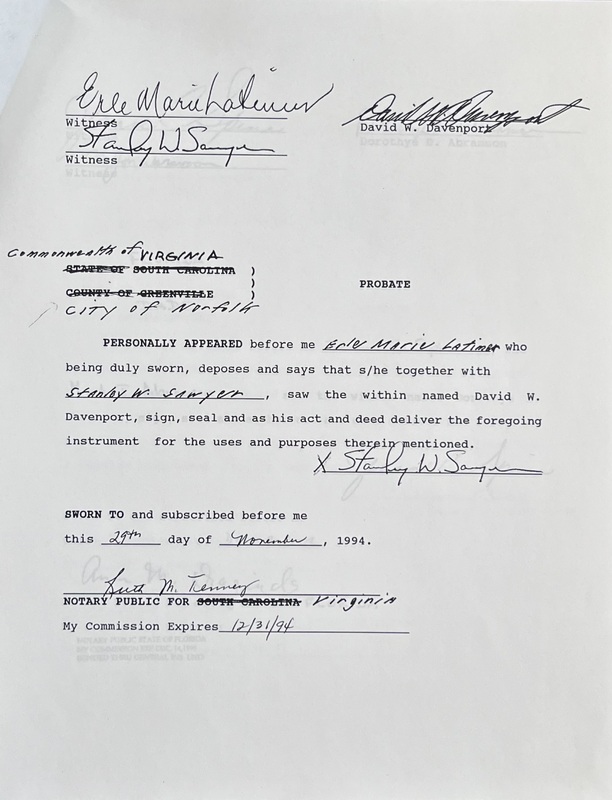 Erle Marie Latimer
Witness
David W. Davenport
David W. Davenport
Stanley W. Sawyer
Witness
Commonwealth of VIRGINIA
STATE OF SOUTH CAROLINA )
)
COUNTY OF GREENVILLE )
CITY of Norfolk
PROBATE
PERSONALLY APPEARED before me Erle Marie Latimer who
being duly sworn, deposes and says that s/he together with
Stanley W. Sawyer, saw the within named David W.
Davenport, sign, seal and as his act and deed deliver the foregoing
instrument for the uses and purposes therein mentioned.
X Stanley W. Sawyer
SWORN TO and subscribed before me
this 29th day of November, 1994.
Ruth M. Tenney
NOTARY PUBLIC FOR SOUTH CAROLINA Virginia
My Commission Expires 12/31/94